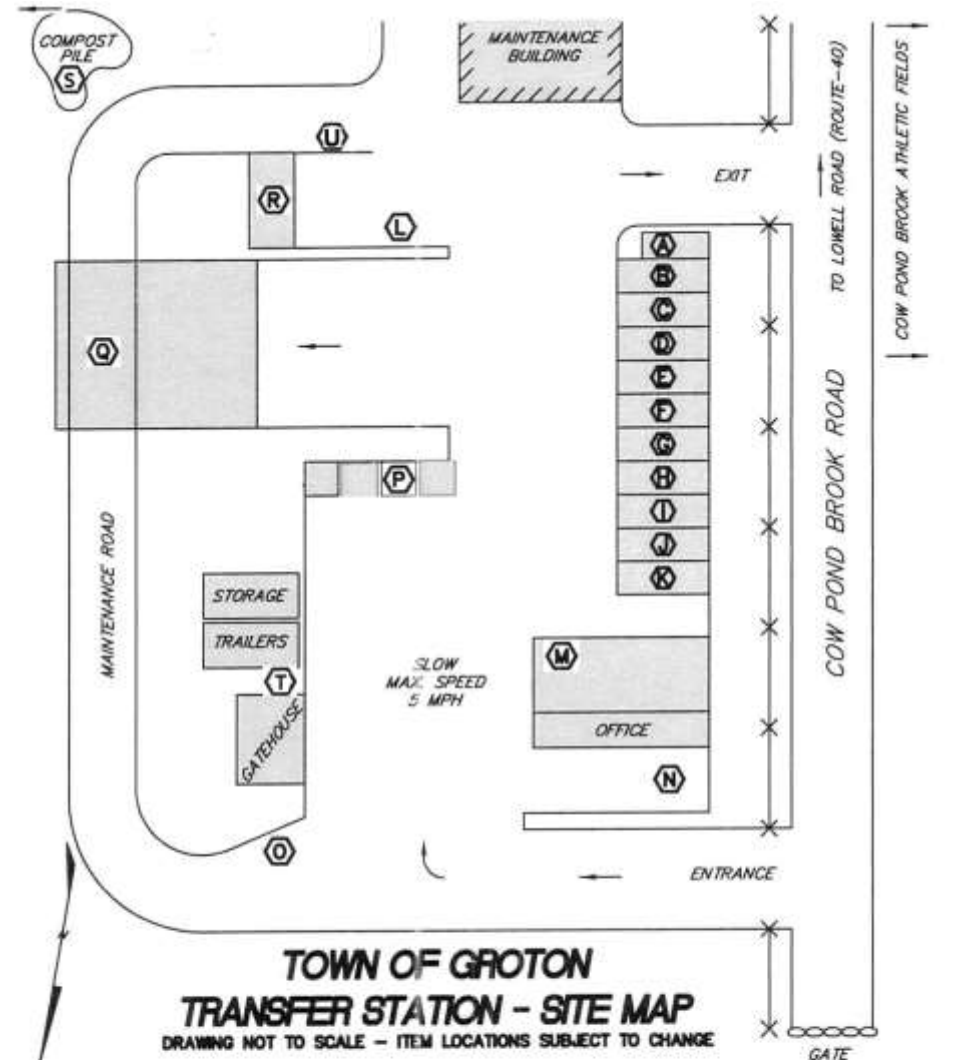 COMPOST
PILE
S
MAINTENANCE
BUILDING
U
R
L
EXIT
TO LOWELL ROAD (ROUTE-40)
COW POND BROOK ATHLETIC FIELDS
A
B
C
D
E
F
G
H
I
J
K
Q
P
COW POND BROOK ROAD
MAINTENANCE ROAD
STORAGE
TRAILERS
T
GATEHOUSE
SLOW
MAX. SPEED
5 MPH
M
OFFICE
N
O
ENTRANCE
TOWN OF GROTON
TRANSFER STATION - SITE MAP
DRAWING NOT TO SCALE - ITEM LOCATIONS SUBJECT TO CHANGE
GATE